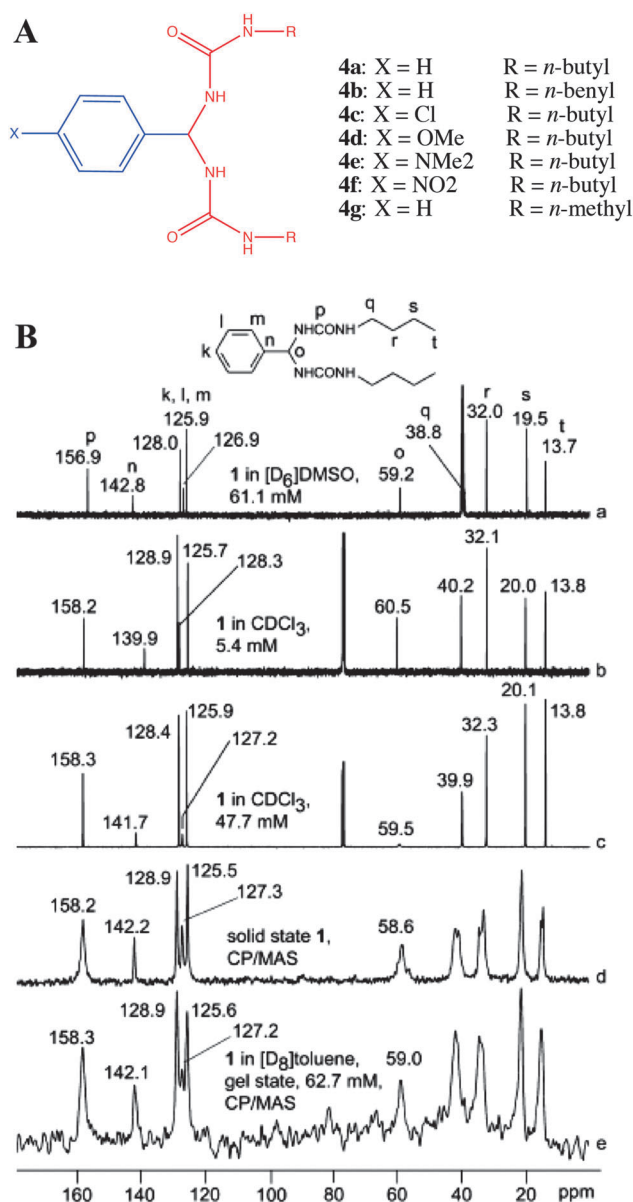 A
H
N
R
O
NH
X
NH
O
N
H
R
4a: X = H R = n-butyl
4b: X = H R = n-benyl
4c: X = Cl R = n-butyl
4d: X = OMe R = n-butyl
4e: X = NMe2 R = n-butyl
4f: X = NO2 R = n-butyl
4g: X = H R = n-methyl
B
p q s
l m NHCONH r t
k n o
NHCONH
k, l, m
p n 125.9 o q r s t
156.9 142.8 128.0 126.9 59.2 38.8 32.0 19.5 13.7
1 in [D6]DMSO,
61.1 mM
a
128.9 125.7 128.3 32.1
158.2 139.9 60.5 40.2 20.0 13.8
1 in CDCl3,
5.4 mM
b
128.4 125.9 127.2 20.1 13.8
158.3 141.7 59.5 39.9 32.3
1 in CDCl3,
47.7 mM
c
128.9 125.5 127.3
158.2 142.2 58.6
solid state 1,
CP/MAS
d
128.9 125.6 127.2
158.3 142.1 59.0
1 in [D8]toluene,
gel state, 62.7 mM,
CP/MAS
e
160 140 120 100 80 60 40 20 ppm